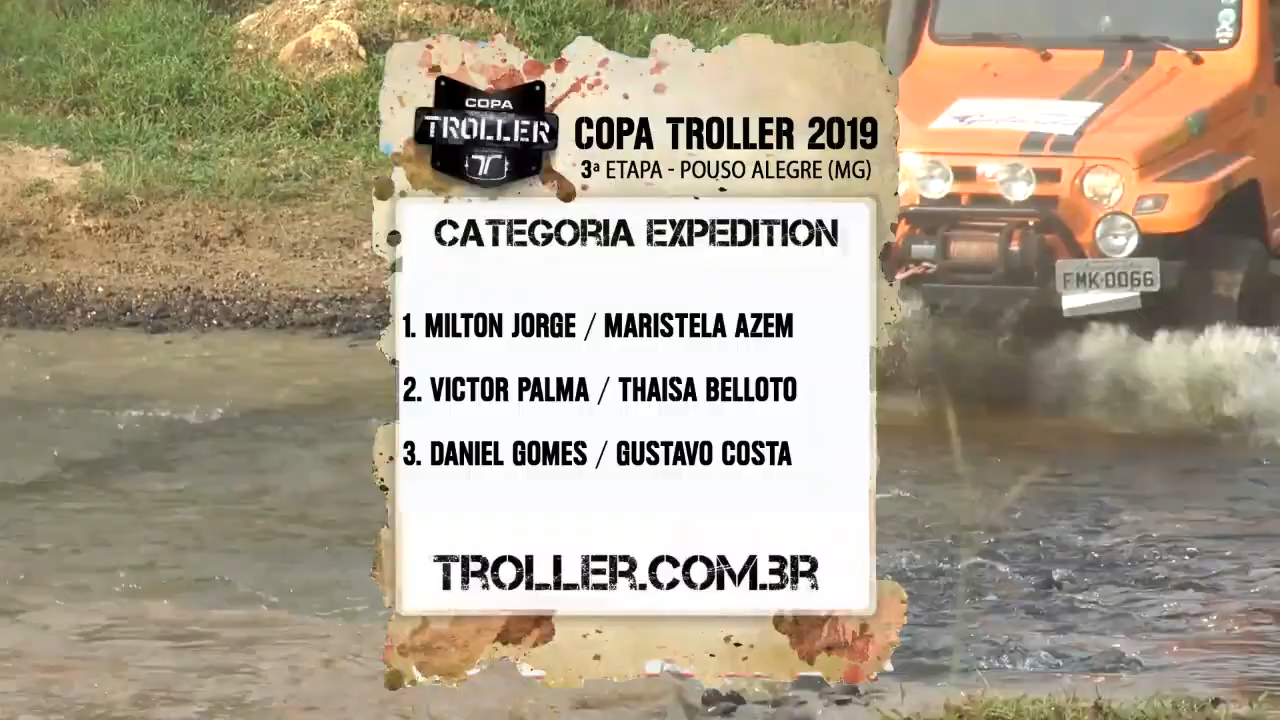 COPA
TROLLER
COPA TROLLER 2019
3ª ETAPA - POUSO ALEGRE (MG)
CATEGORIA EXPEDITION
1. MILTON JORGE / MARISTELA AZEM
2. VICTOR PALMA / THAISA BELLOTO
3. DANIEL GOMES / GUSTAVO COSTA
TROLLER.COM.BR
FMK-0066